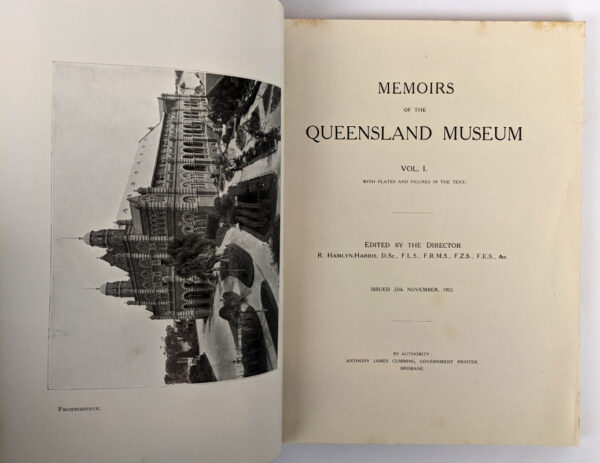 Frontispiece.
MEMOIRS
OF THE
QUEENSLAND MUSEUM
VOL. I.
WITH PLATES AND FIGURES IN THE TEXT.
EDITED BY THE DIRECTOR
R. HAMLYN-HARRIS, D.Sc., F.L.S., F.R.M.S., F.Z.S., F.E.S., &c.
ISSUED 27th NOVEMBER, 1912.
BY AUTHORITY:
ANTHONY JAMES CUMMING, GOVERNMENT PRINTER,
BRISBANE.